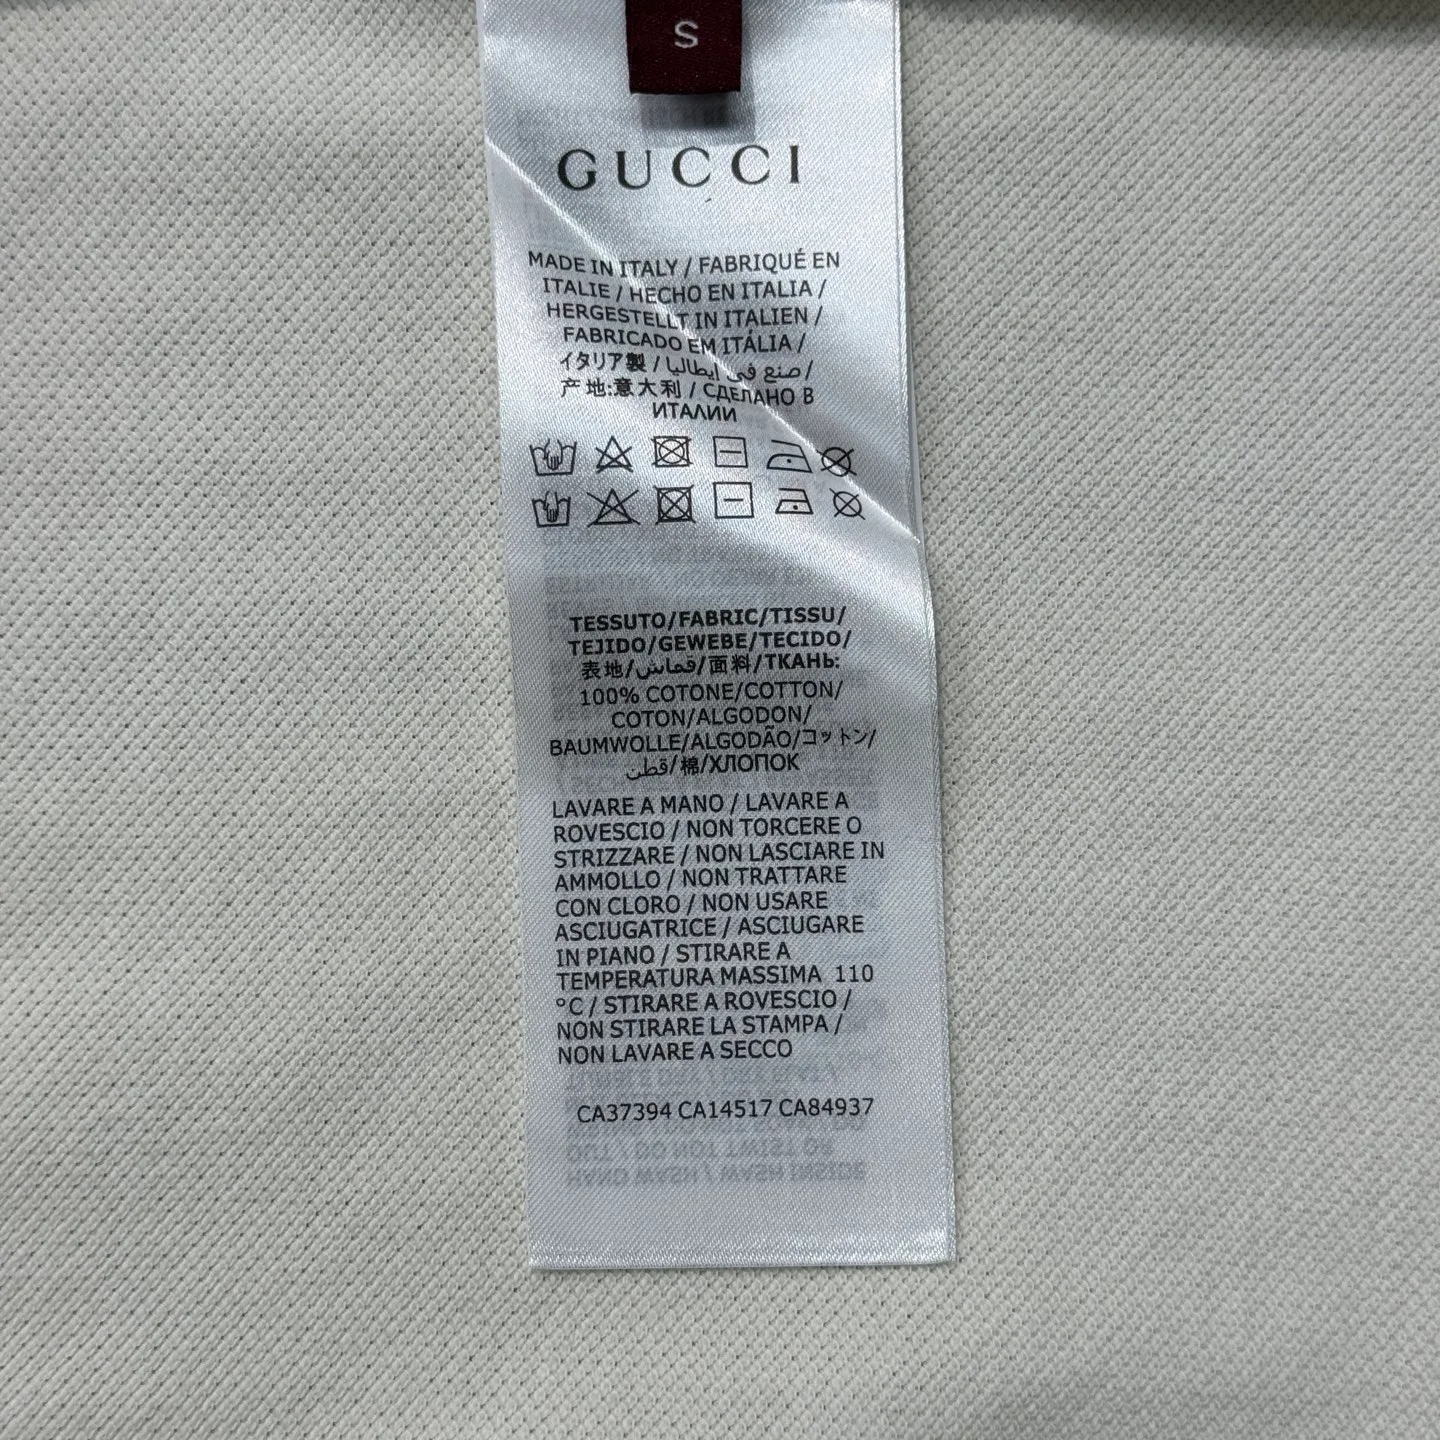 S
GUCCI
MADE IN ITALY / FABRIQUÉ EN
ITALIE / HECHO EN ITALIA /
HERGESTELLT IN ITALIEN /
FABRICADO EM ITÁLIA /
イタリア製 / صنع في إيطاليا /
产地:意大利 / СДЕЛАНО В
ИТАЛИИ
TESSUTO/FABRIC/TISSU/
TEJIDO/GEWEBE/TECIDO/
表地/قماش/面料/ТКАНЬ:
100% COTONE/COTTON/
COTON/ALGODON/
BAUMWOLLE/ALGODÃO/コットン/
قطن/棉/ХЛОПОК
LAVARE A MANO / LAVARE A
ROVESCIO / NON TORCERE O
STRIZZARE / NON LASCIARE IN
AMMOLLO / NON TRATTARE
CON CLORO / NON USARE
ASCIUGATRICE / ASCIUGARE
IN PIANO / STIRARE A
TEMPERATURA MASSIMA 110
°C / STIRARE A ROVESCIO /
NON STIRARE LA STAMPA /
NON LAVARE A SECCO
CA37394 CA14517 CA84937